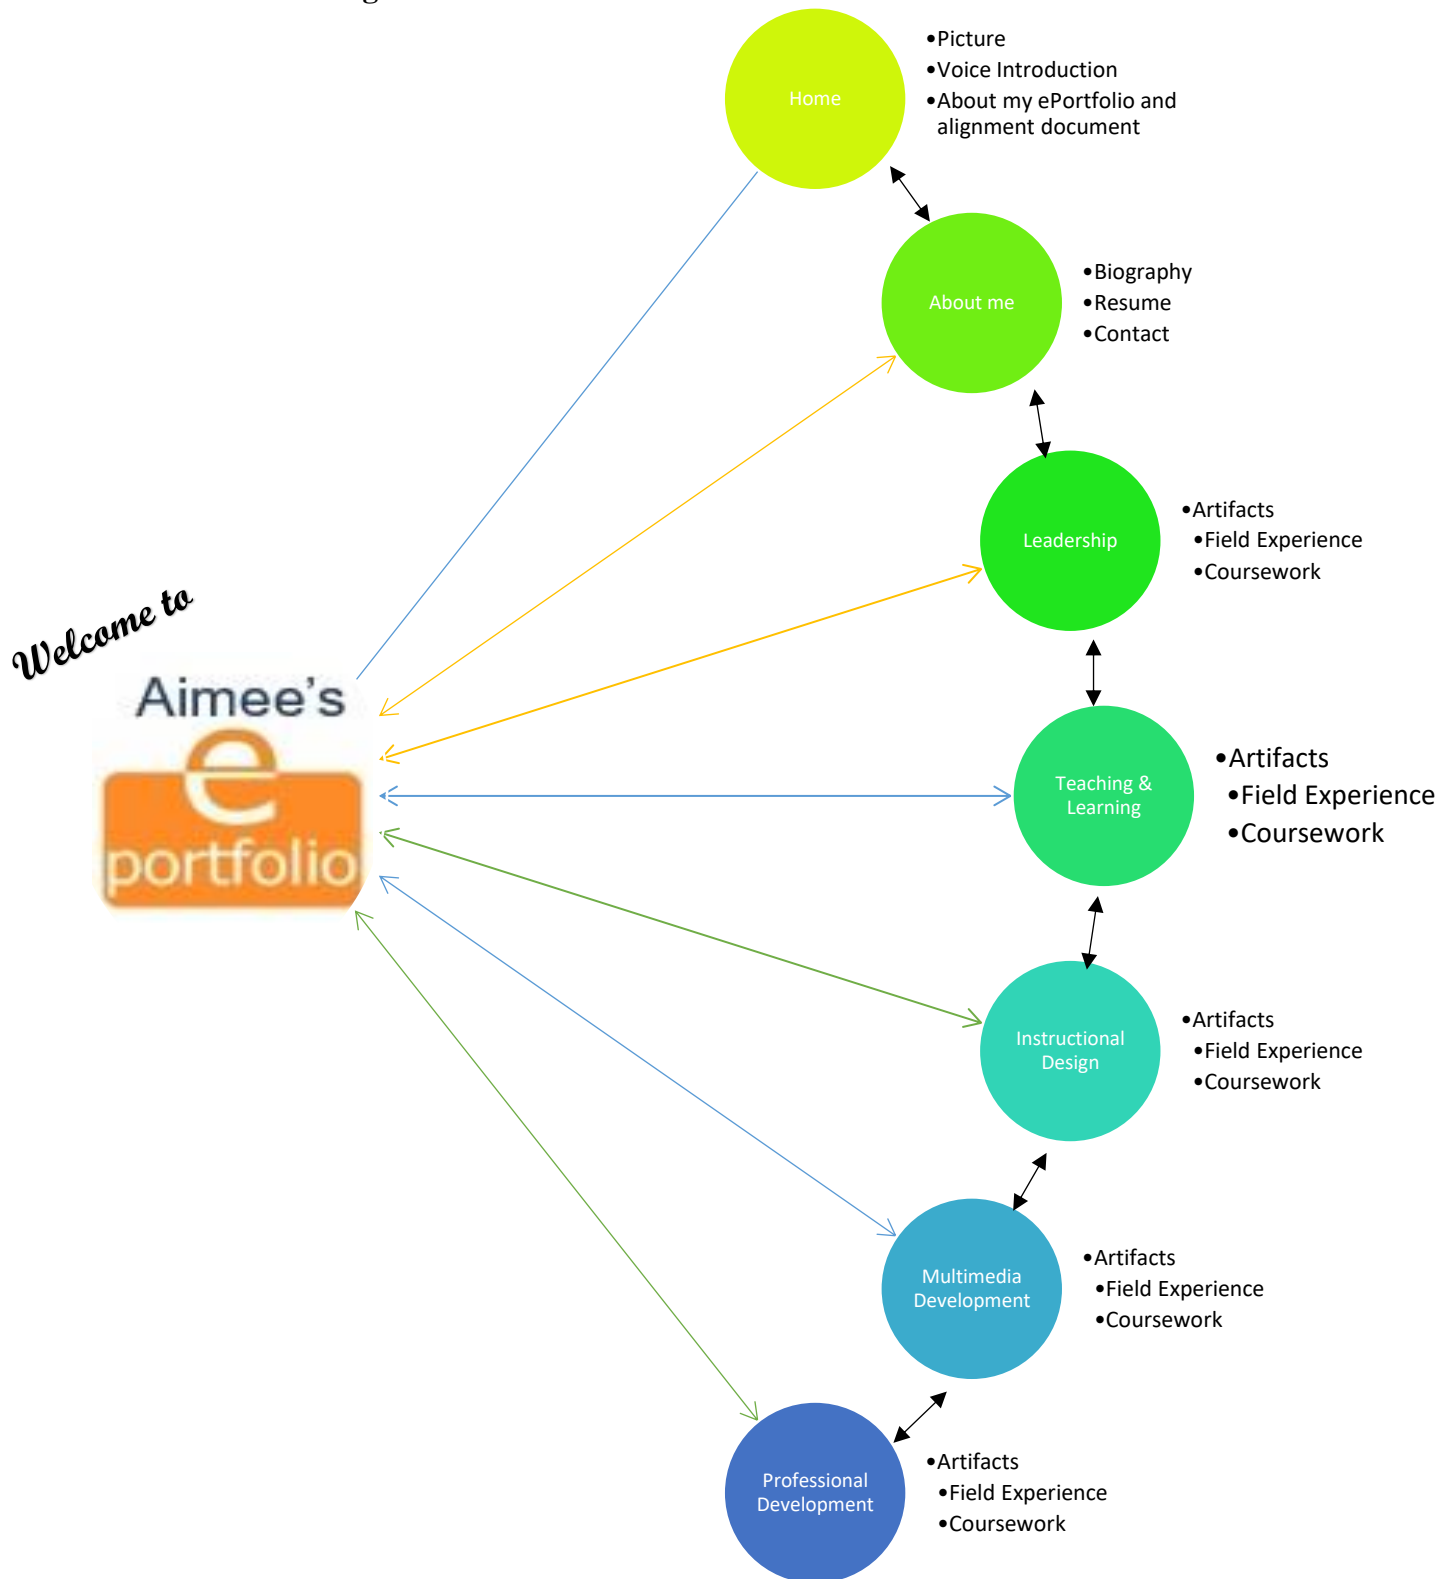 Home
•Picture
•Voice Introduction
•About my ePortfolio and
alignment document
About me
•Biography
•Resume
•Contact
Leadership
•Artifacts
•Field Experience
•Coursework
Welcome to
Aimee's
e
portfolio
Teaching &
Learning
•Artifacts
•Field Experience
•Coursework
Instructional
Design
•Artifacts
•Field Experience
•Coursework
Multimedia
Development
•Artifacts
•Field Experience
•Coursework
Professional
Development
•Artifacts
•Field Experience
•Coursework